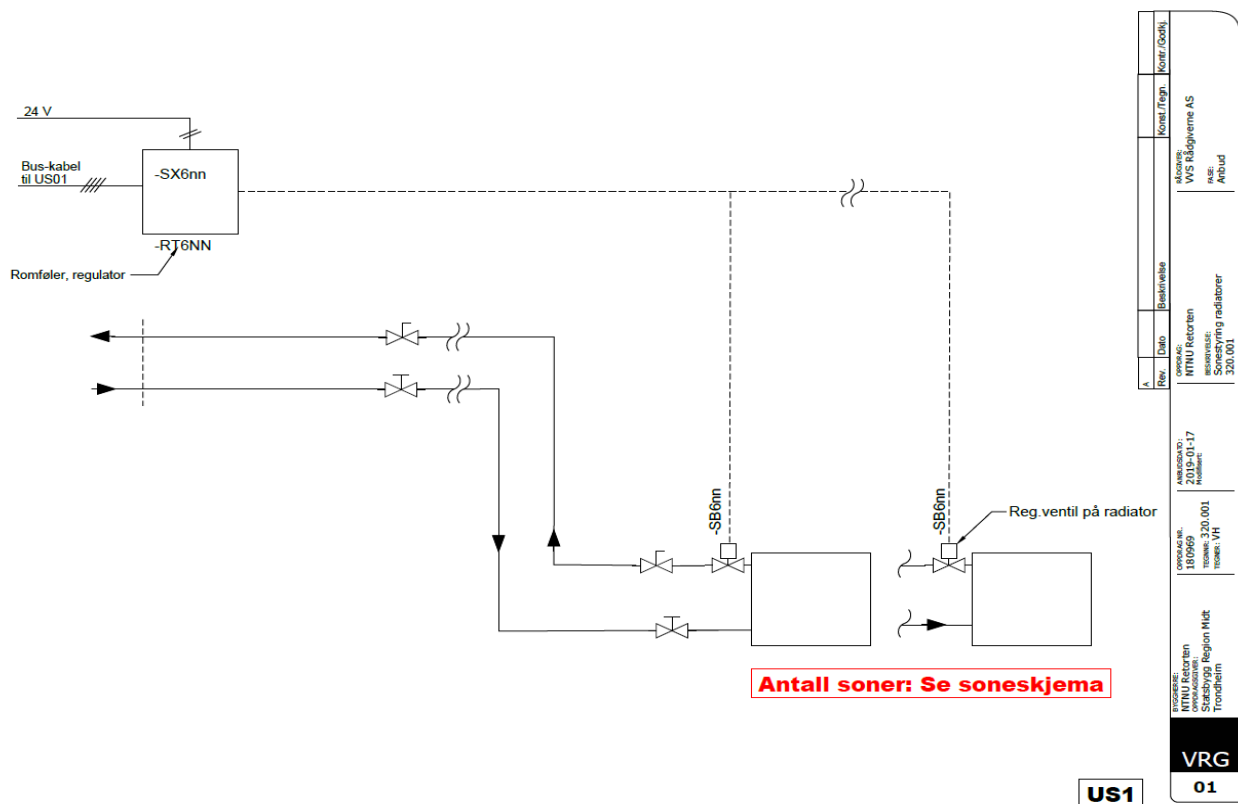 24 V
Bus-kabel
til US01
-SX6nn
-RT6NN
Romføler, regulator
-SB6nn
-SB6nn
Reg.ventil på radiator
Antall soner: Se soneskjema
US1
A
Rev.
Dato
Beskrivelse
Konst./Tegn.
Kontr./Godkj.
RÅDGIVER:
VVS Rådgiverne AS
FASE:
Anbud
OPPDRAG:
NTNU Retorten
BESKRIVELSE:
Sonestyring radiatorer
320.001
ANBUDSDATO:
2019-01-17
Modifisert:
OPPDRAG NR.
180969
TEGNNR: 320.001
TEGNER: VH
BYGGHERRE:
NTNU Retorten
OPPDRAGSGIVER:
Statsbygg Region Midt
Trondheim
VRG
01